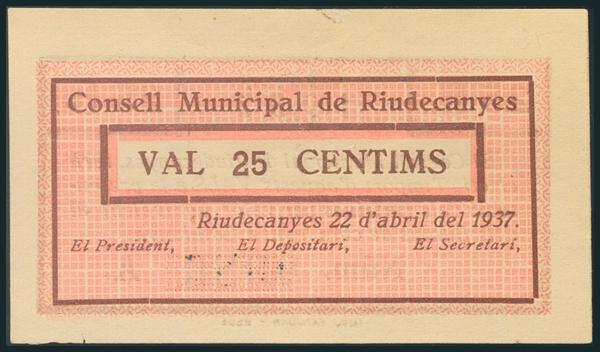 Consell Municipal de Riudecanyes
VAL 25 CENTIMS
Riudecanyes 22 d'abril del 1937.
El President, El Depositari, El Secretari,